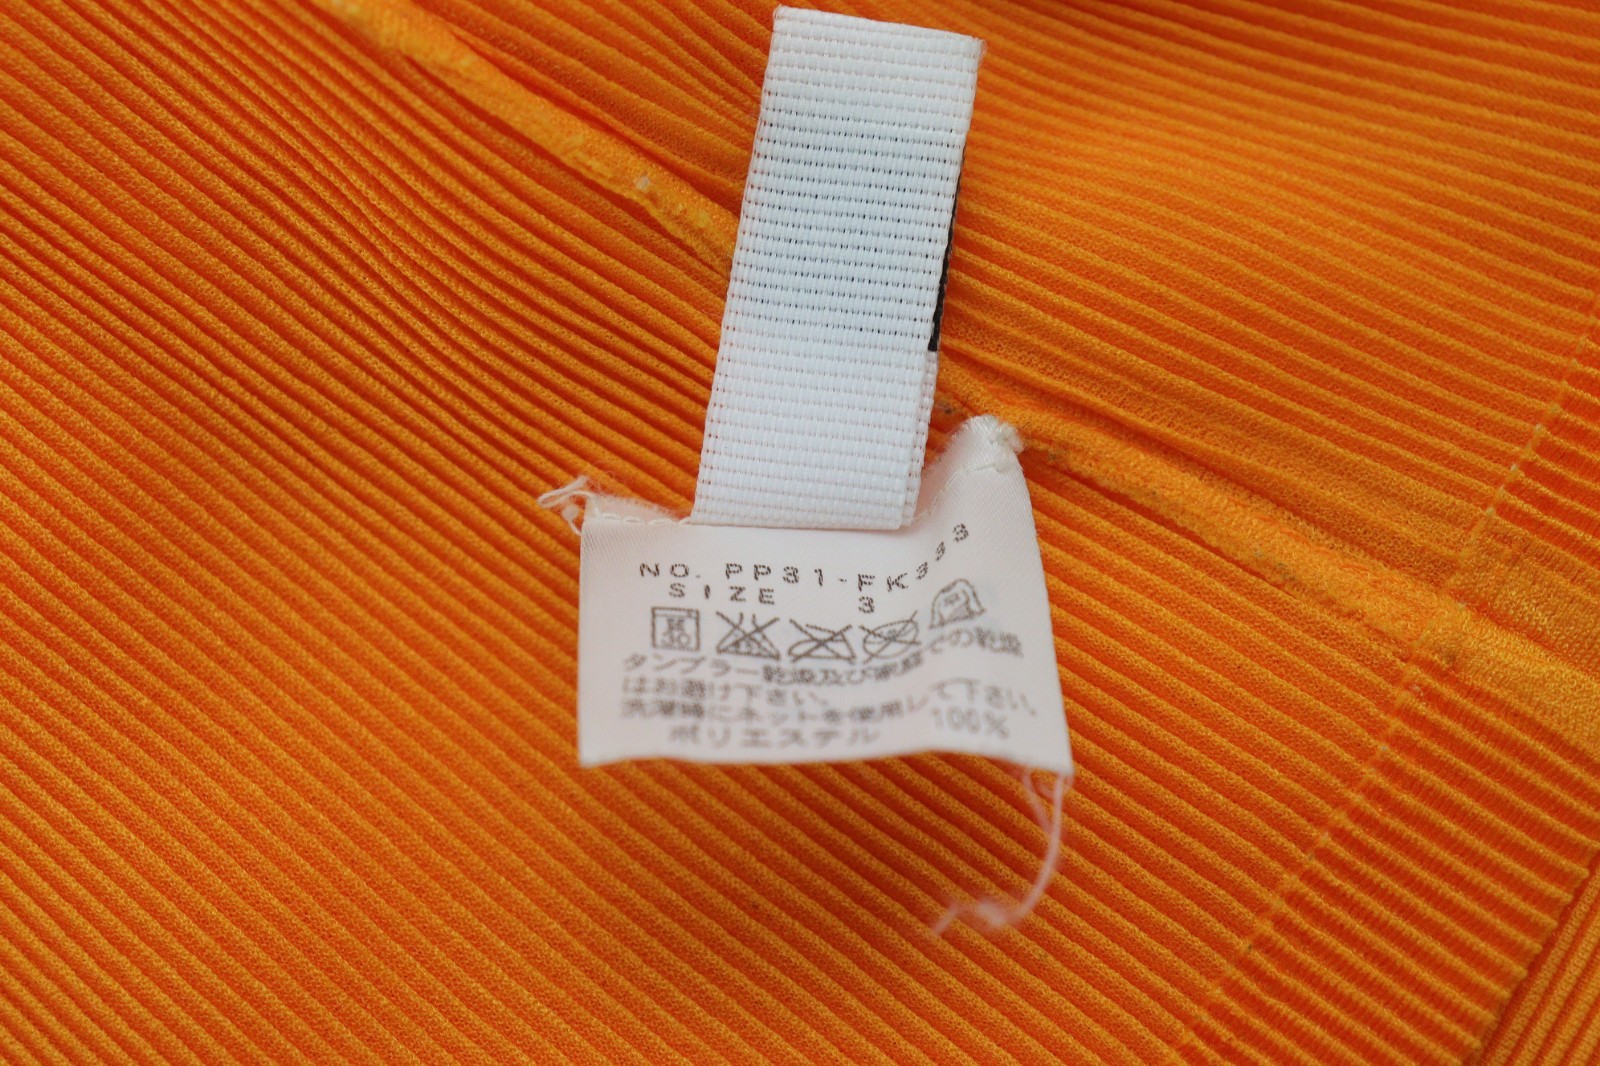 NO. PP31-FK333
SIZE 3
タンブラー乾燥及び家庭での乾燥
はお避け下さい。
洗濯時にネットを使用して下さい。
ポリエステル 100%